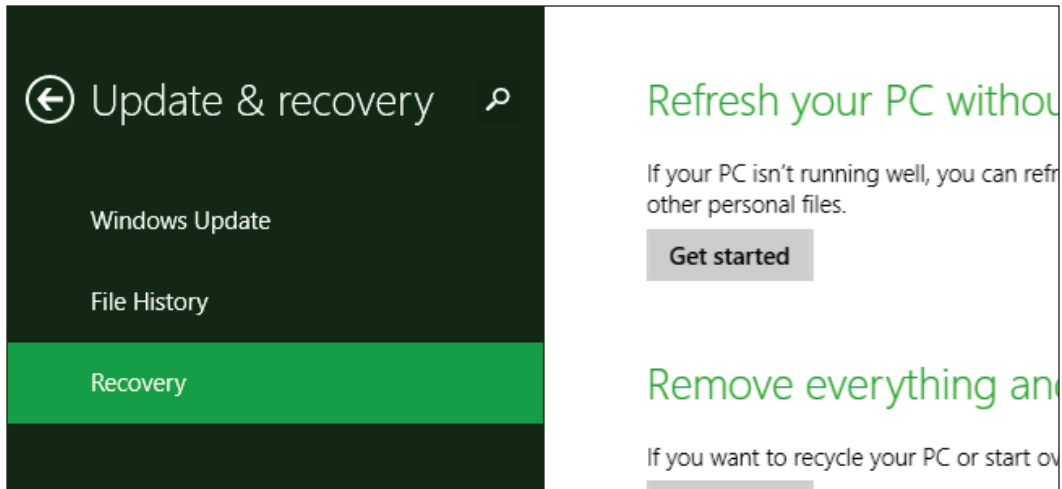 Update & recovery
Windows Update
File History
Recovery
Refresh your PC withou
If your PC isn't running well, you can refr
other personal files.
Get started
Remove everything an
If you want to recycle your PC or start ov